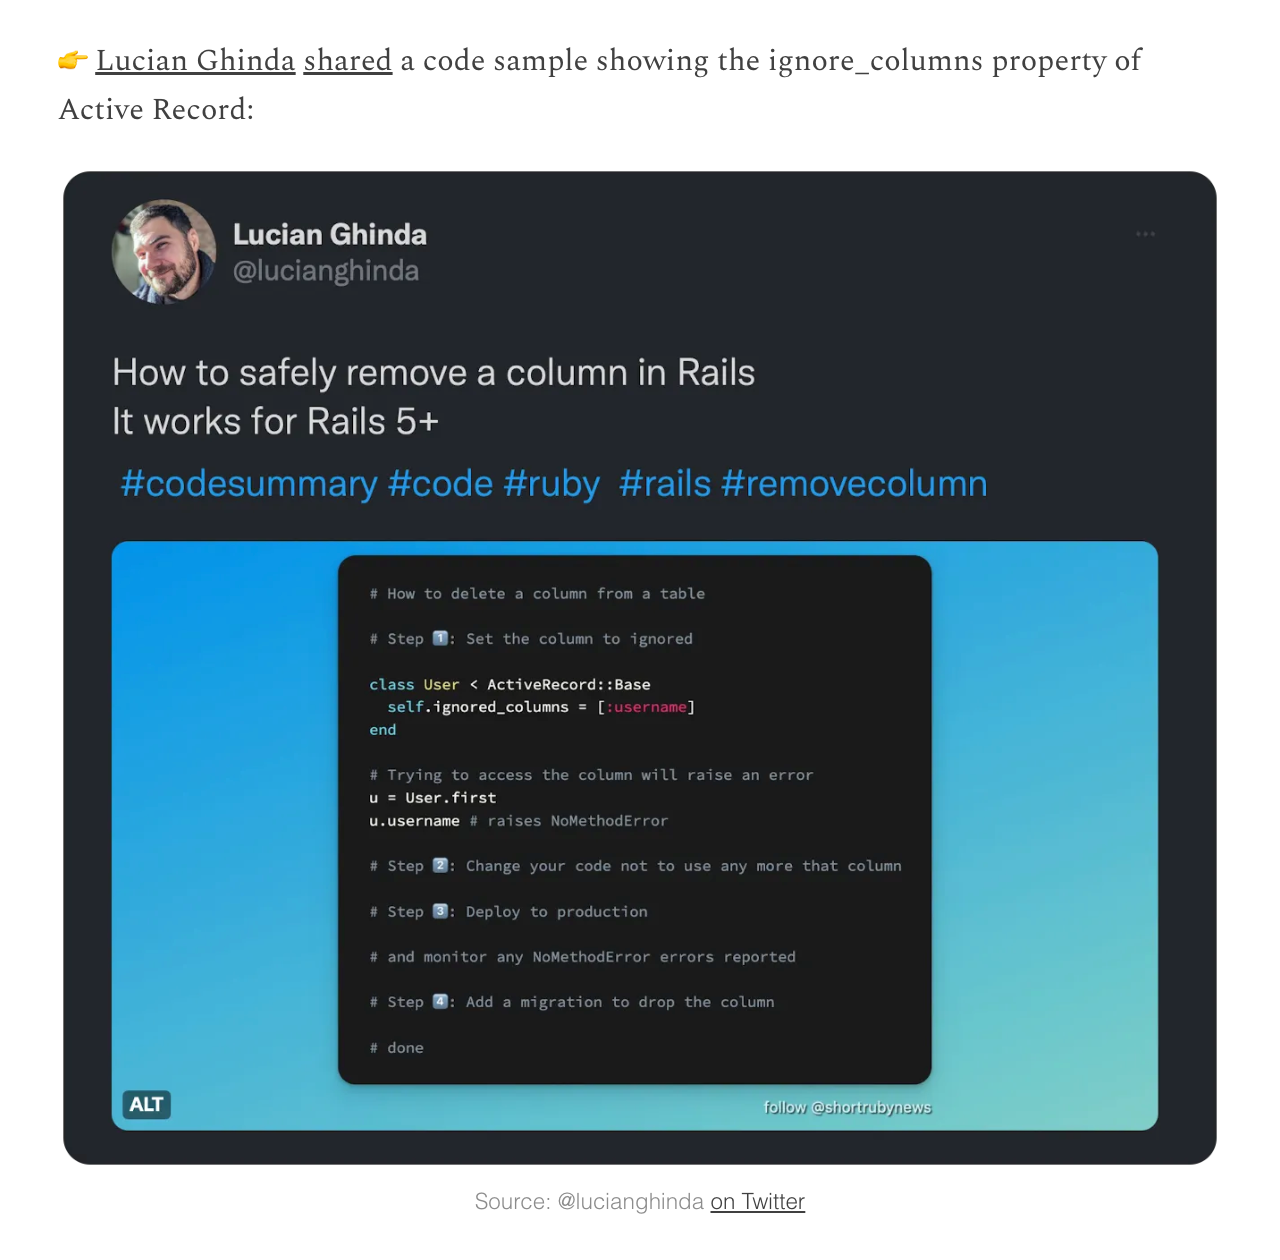 👉 Lucian Ghinda shared a code sample showing the ignore_columns property of
Active Record:
Lucian Ghinda
@lucianghinda
How to safely remove a column in Rails
It works for Rails 5+
#codesummary #code #ruby #rails #removecolumn
# How to delete a column from a table
# Step 1️⃣: Set the column to ignored
class User < ActiveRecord::Base
  self.ignored_columns = [:username]
end
# Trying to access the column will raise an error
u = User.first
u.username # raises NoMethodError
# Step 2️⃣: Change your code not to use any more that column
# Step 3️⃣: Deploy to production
# and monitor any NoMethodError errors reported
# Step 4️⃣: Add a migration to drop the column
# done
ALT
follow @shortrubynews
Source: @lucianghinda on Twitter